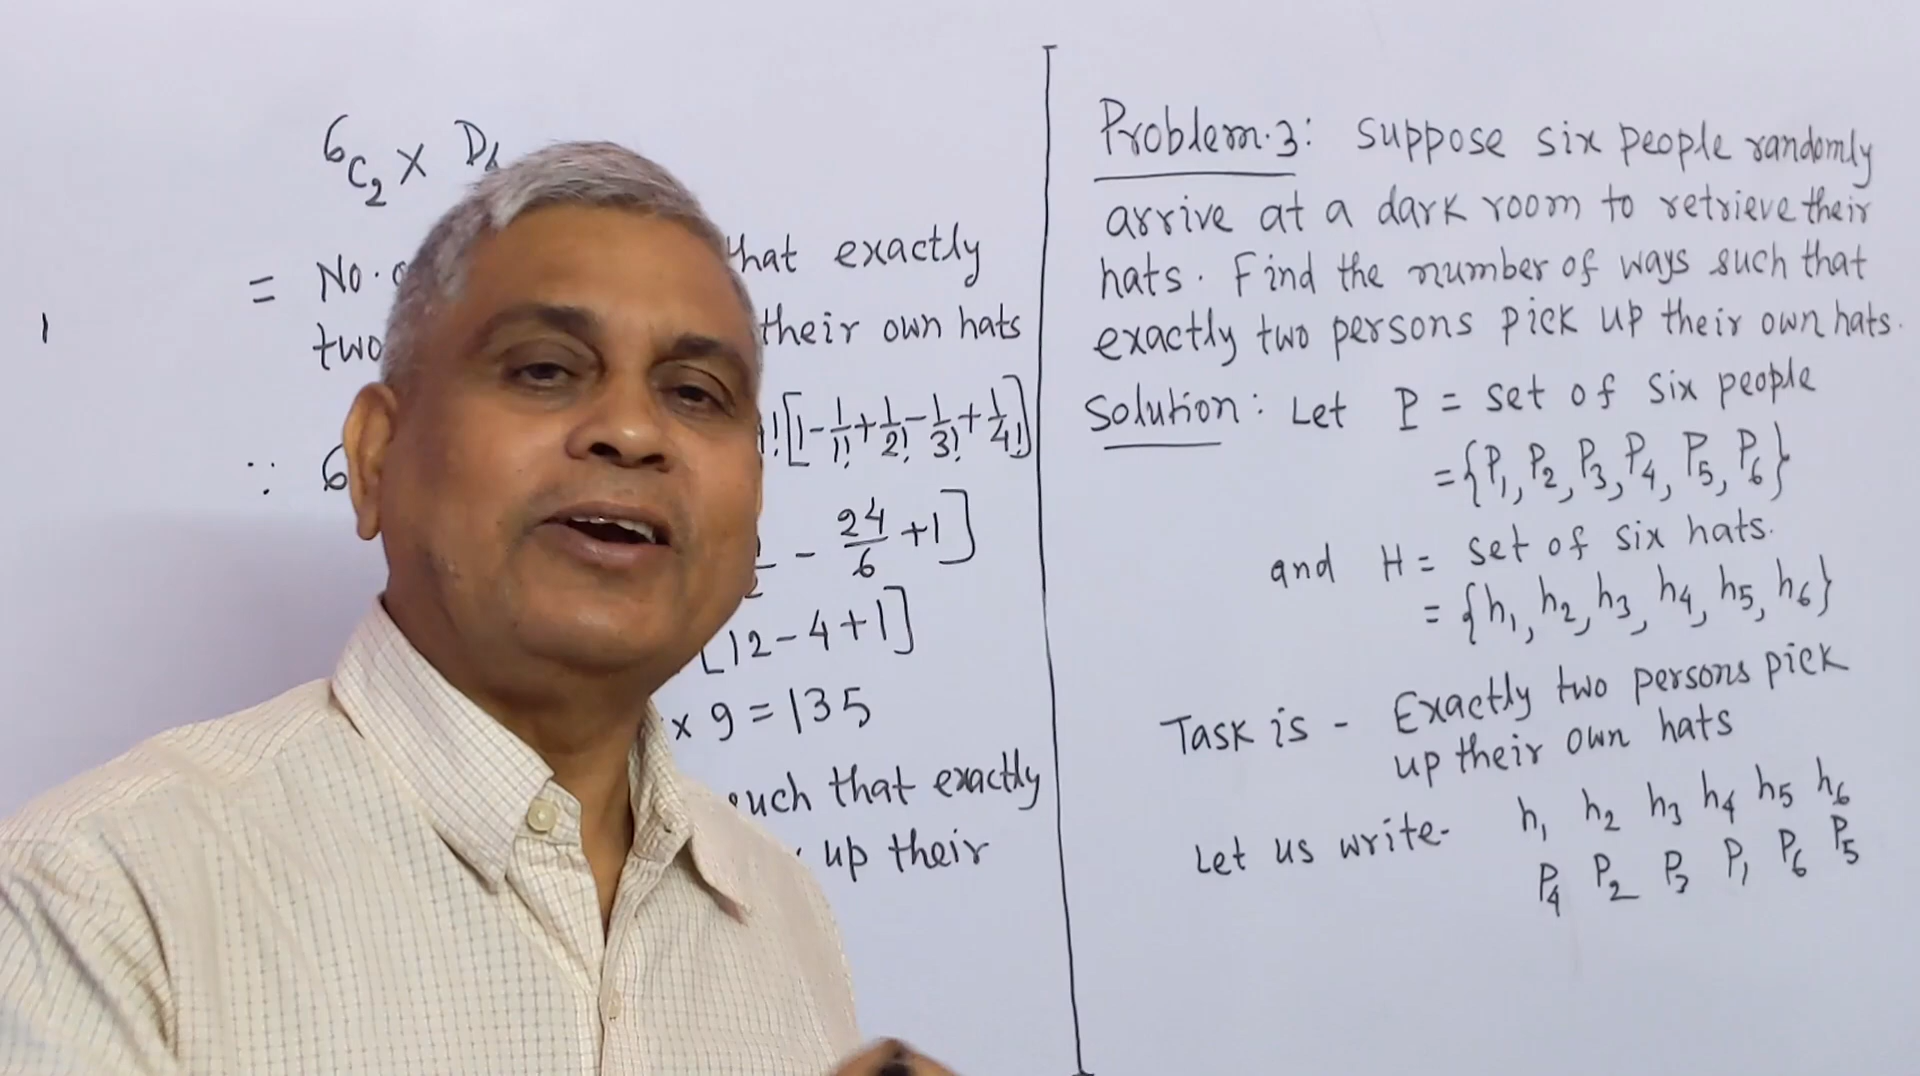 6C2 × D4
= No. that exactly
two their own hats
∵ 6 ![1-1/1!+1/2!-1/3!+1/4!]
- 24/6 +1]
[12-4+1]
× 9 = 135
such that exactly
up their
Problem.3: Suppose six people randomly
arrive at a dark room to retrieve their
hats. Find the number of ways such that
exactly two persons pick up their own hats.
Solution: Let P = set of six people
= {P1, P2, P3, P4, P5, P6}
and H = set of six hats.
= {h1, h2, h3, h4, h5, h6}
Task is - Exactly two persons pick
up their own hats
Let us write- h1 h2 h3 h4 h5 h6
P4 P2 P3 P1 P6 P5